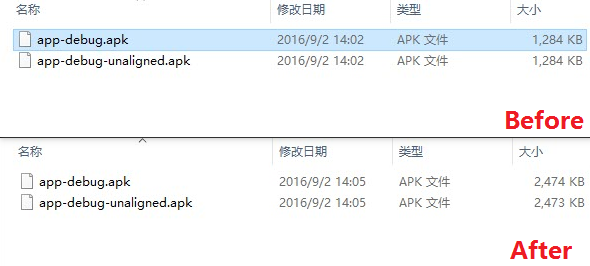 名称 修改日期 类型 大小
app-debug.apk 2016/9/2 14:02 APK 文件 1,284 KB
app-debug-unaligned.apk 2016/9/2 14:02 APK 文件 1,284 KB
Before
名称 修改日期 类型 大小
app-debug.apk 2016/9/2 14:05 APK 文件 2,474 KB
app-debug-unaligned.apk 2016/9/2 14:05 APK 文件 2,473 KB
After